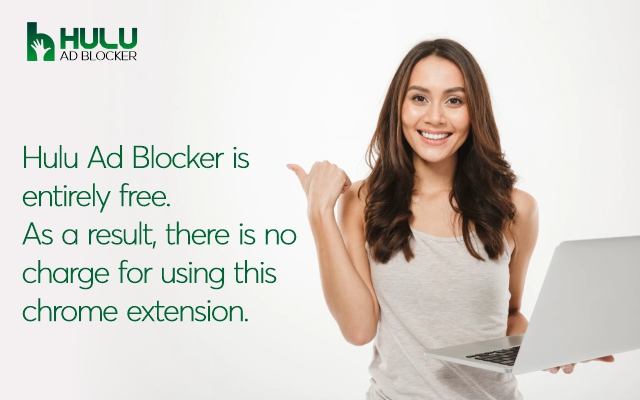 HULU
AD BLOCKER
Hulu Ad Blocker is
entirely free.
As a result, there is no
charge for using this
chrome extension.